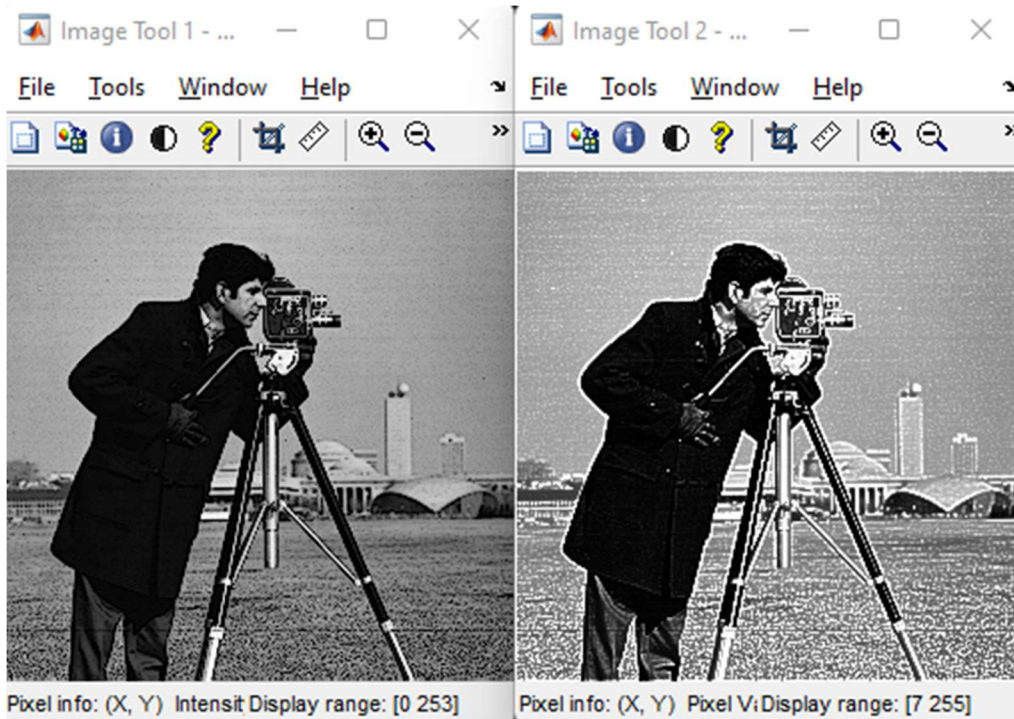 Image Tool 1 - ...
File Tools Window Help
Pixel info: (X, Y) Intensit Display range: [0 253]
Image Tool 2 - ...
File Tools Window Help
Pixel info: (X, Y) Pixel Vi Display range: [7 255]